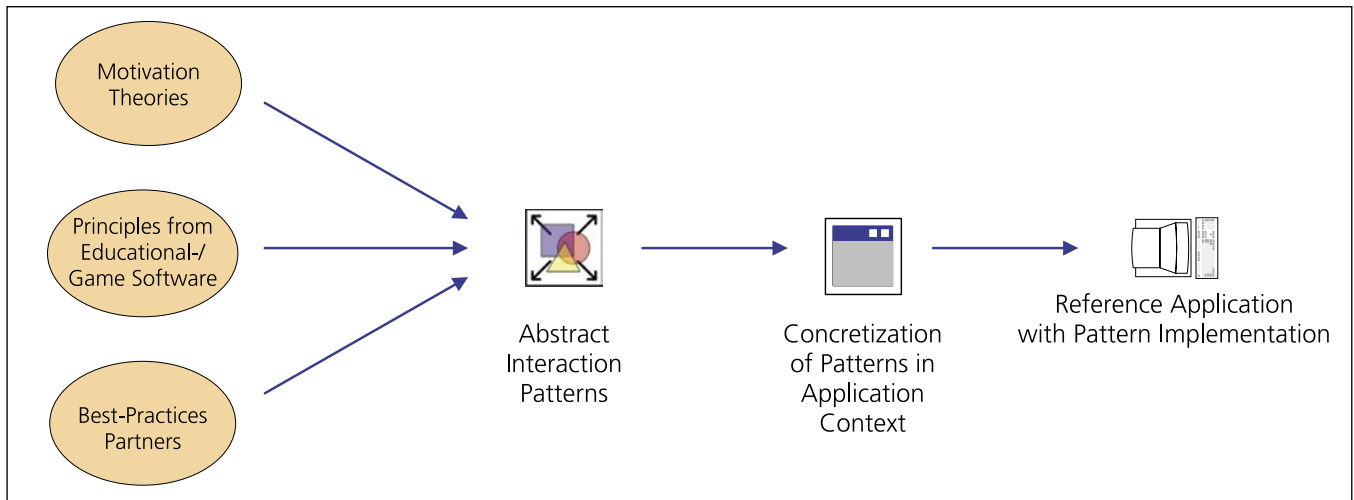 Motivation
Theories
Principles from
Educational-/
Game Software
Best-Practices
Partners
Abstract
Interaction
Patterns
Concretization
of Patterns in
Application
Context
Reference Application
with Pattern Implementation